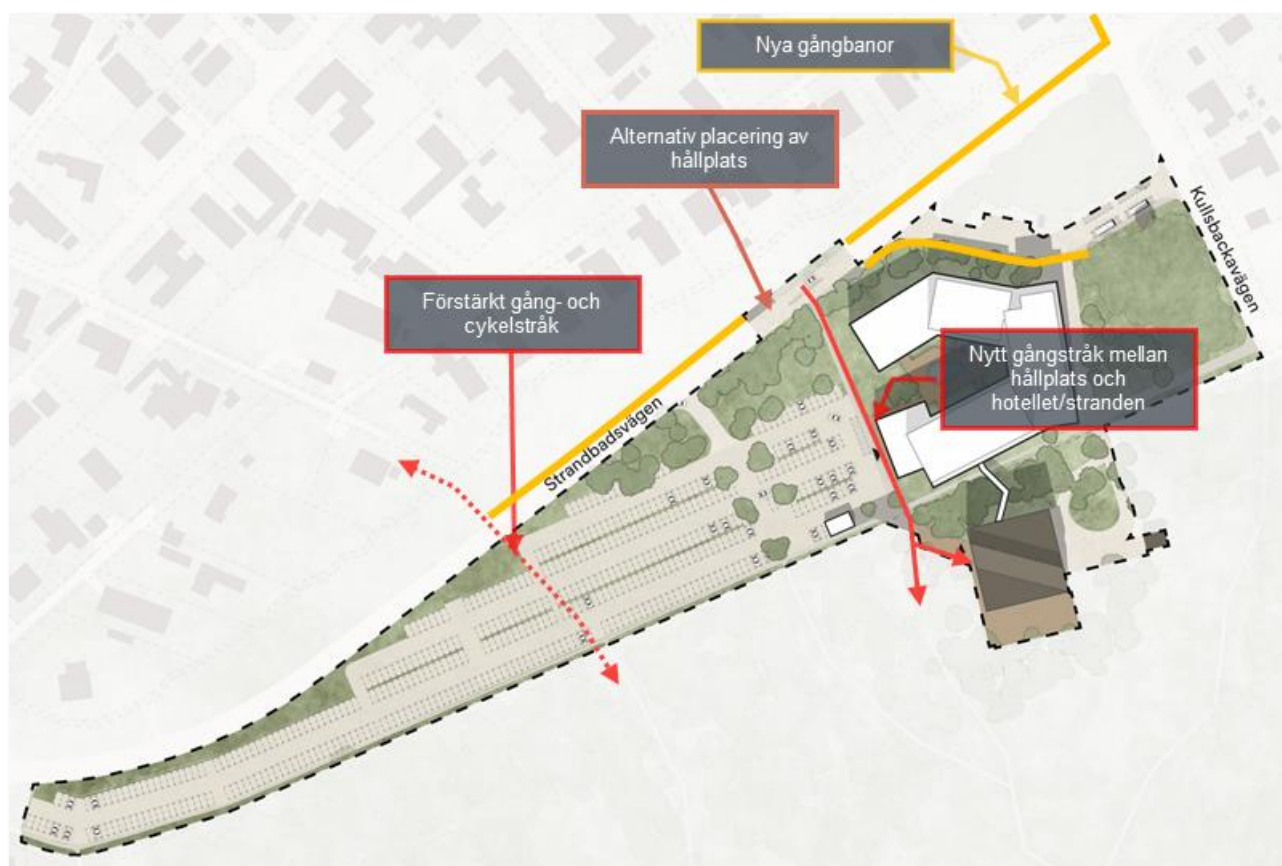 Nya gångbanor
Alternativ placering av
hållplats
Kullsbackavägen
Förstärkt gång- och
cykelstråk
Nytt gångstråk mellan
hållplats och
hotellet/stranden
Strandbadsvägen